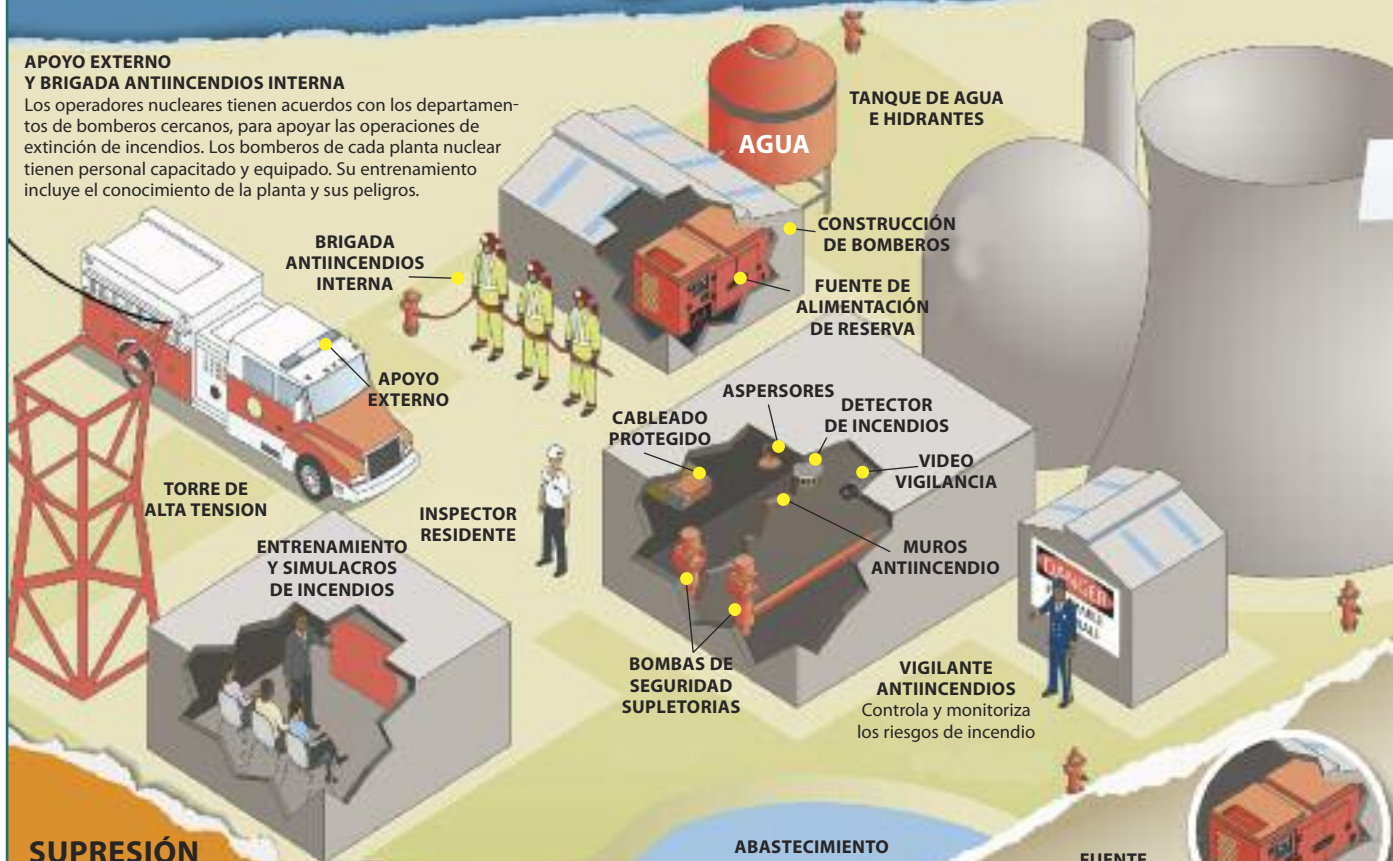 APOYO EXTERNO
Y BRIGADA ANTIINCENDIOS INTERNA
Los operadores nucleares tienen acuerdos con los departamen-
tos de bomberos cercanos, para apoyar las operaciones de
extinción de incendios. Los bomberos de cada planta nuclear
tienen personal capacitado y equipado. Su entrenamiento
incluye el conocimiento de la planta y sus peligros.
AGUA
TANQUE DE AGUA
E HIDRANTES
BRIGADA
ANTIINCENDIOS
INTERNA
CONSTRUCCIÓN
DE BOMBEROS
FUENTE DE
ALIMENTACIÓN
DE RESERVA
APOYO
EXTERNO
CABLEADO
PROTEGIDO
ASPERSORES
DETECTOR
DE INCENDIOS
VIDEO
VIGILANCIA
TORRE DE
ALTA TENSION
INSPECTOR
RESIDENTE
MUROS
ANTIINCENDIO
ENTRENAMIENTO
Y SIMULACROS
DE INCENDIOS
DANGER
BOMBAS DE
SEGURIDAD
SUPLETORIAS
VIGILANTE
ANTIINCENDIOS
Controla y monitoriza
los riesgos de incendio
SUPRESIÓN
ABASTECIMIENTO
FUENTE